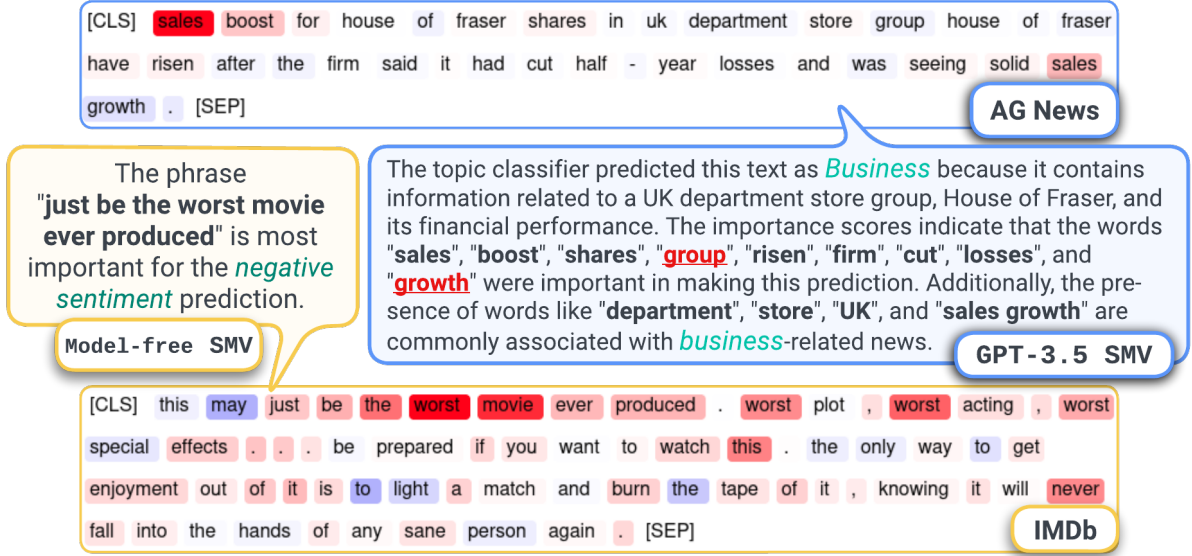 [CLS] sales boost for house of fraser shares in uk department store group house of fraser
have risen after the firm said it had cut half - year losses and was seeing solid sales
growth . [SEP]
AG News
The phrase
"just be the worst movie
ever produced" is most
important for the negative
sentiment prediction.
Model-free SMV
The topic classifier predicted this text as Business because it contains
information related to a UK department store group, House of Fraser, and
its financial performance. The importance scores indicate that the words
"sales", "boost", "shares", "group", "risen", "firm", "cut", "losses", and
"growth" were important in making this prediction. Additionally, the pre-
sence of words like "department", "store", "UK", and "sales growth" are
commonly associated with business-related news.
GPT-3.5 SMV
[CLS] this may just be the worst movie ever produced . worst plot , worst acting , worst
special effects . . . be prepared if you want to watch this . the only way to get
enjoyment out of it is to light a match and burn the tape of it , knowing it will never
fall into the hands of any sane person again . [SEP]
IMDb